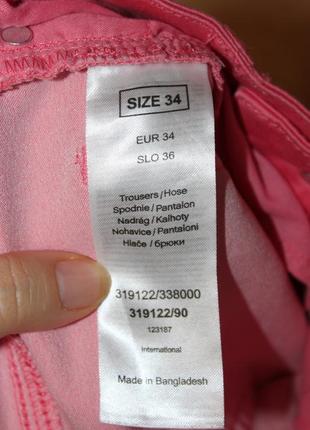 SIZE 34
EUR 34
SLO 36
Trousers/Hose
Spodnie/Pantalon
Nadrág/Kalhoty
Nohavice/Pantaloni
Hlače/брюки
319122/338000
319122/90
123187
International
Made in Bangladesh